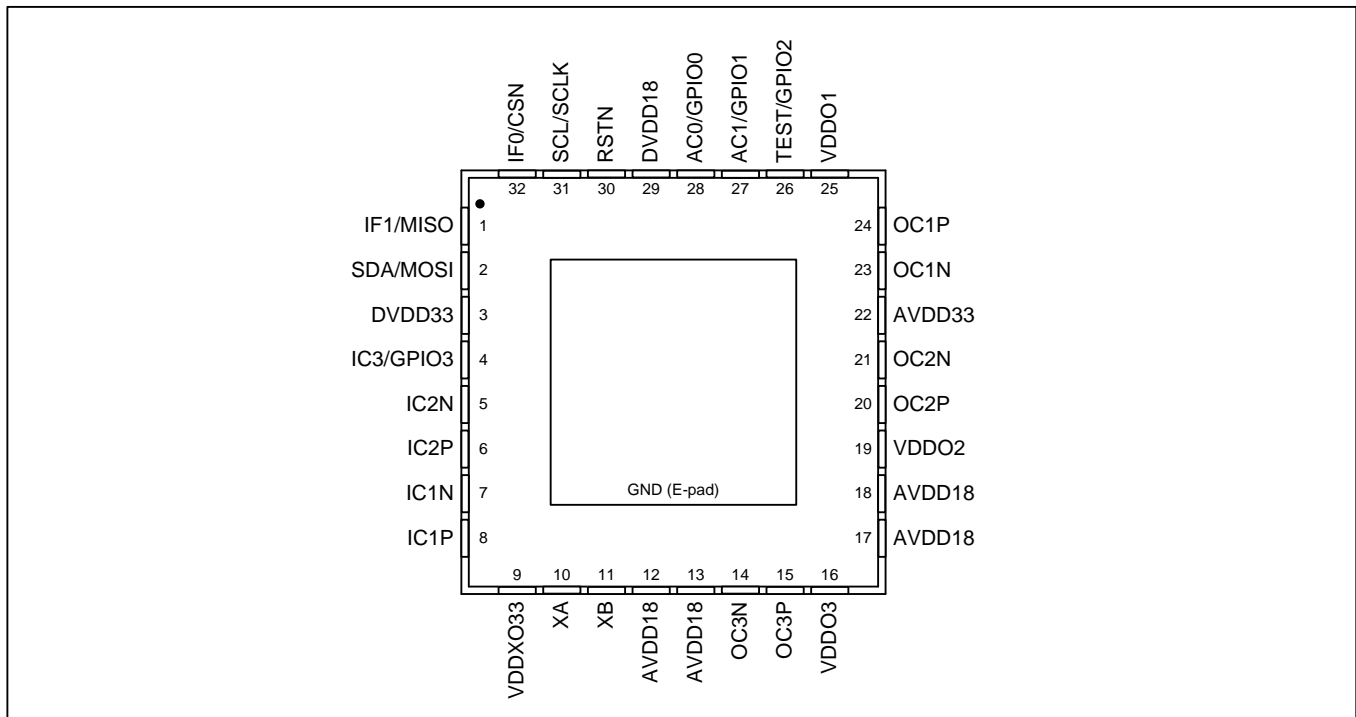 IF0/CSN
SCL/SCLK
RSTN
DVDD18
AC0/GPIO0
AC1/GPIO1
TEST/GPIO2
VDDO1
32 31 30 29 28 27 26 25
IF1/MISO 1 24 OC1P
SDA/MOSI 2 23 OC1N
DVDD33 3 22 AVDD33
IC3/GPIO3 4 21 OC2N
IC2N 5 20 OC2P
IC2P 6 19 VDDO2
IC1N 7 GND (E-pad) 18 AVDD18
IC1P 8 17 AVDD18
9 10 11 12 13 14 15 16
VDDXO33
XA
XB
AVDD18
AVDD18
OC3N
OC3P
VDDO3